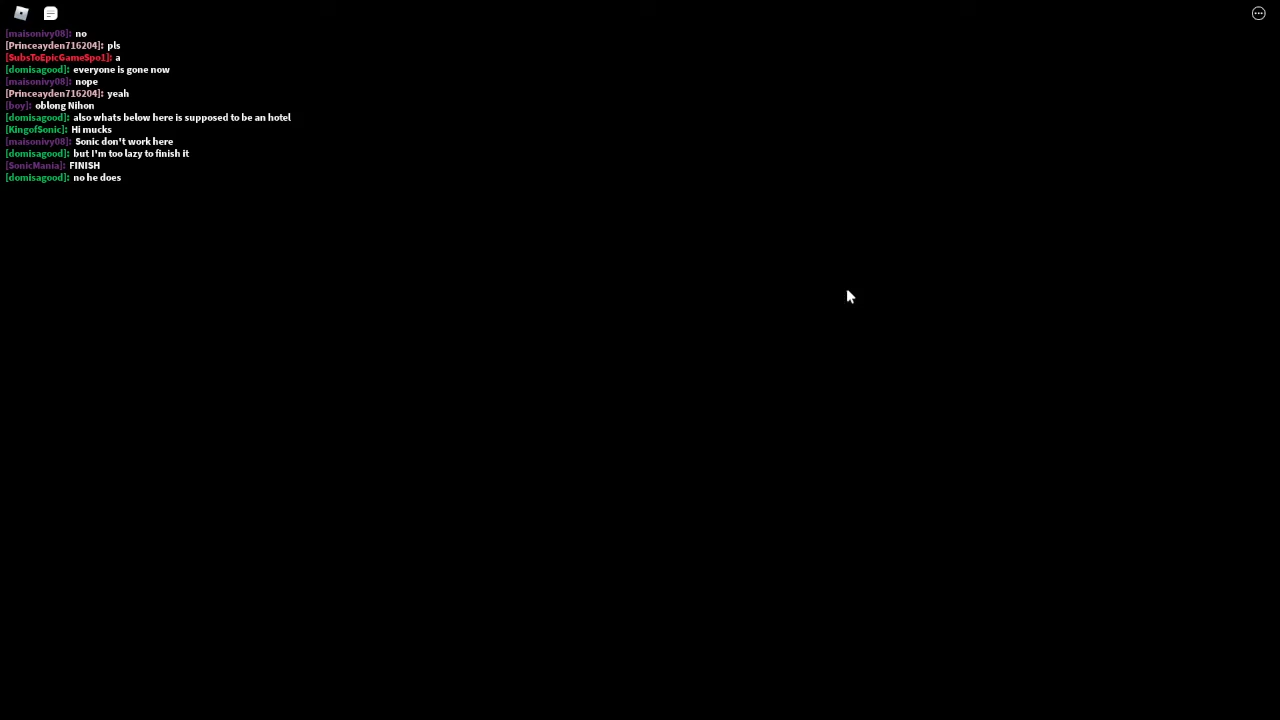 [maisonivy08]: no
[Princeayden716204]: pls
[SubsToEpicGameSpo1]: a
[domisagood]: everyone is gone now
[maisonivy08]: nope
[Princeayden716204]: yeah
[boy]: oblong Nihon
[domisagood]: also whats below here is supposed to be an hotel
[KingofSonic]: Hi mucks
[maisonivy08]: Sonic don't work here
[domisagood]: but I'm too lazy to finish it
[SonicMania]: FINISH
[domisagood]: no he does